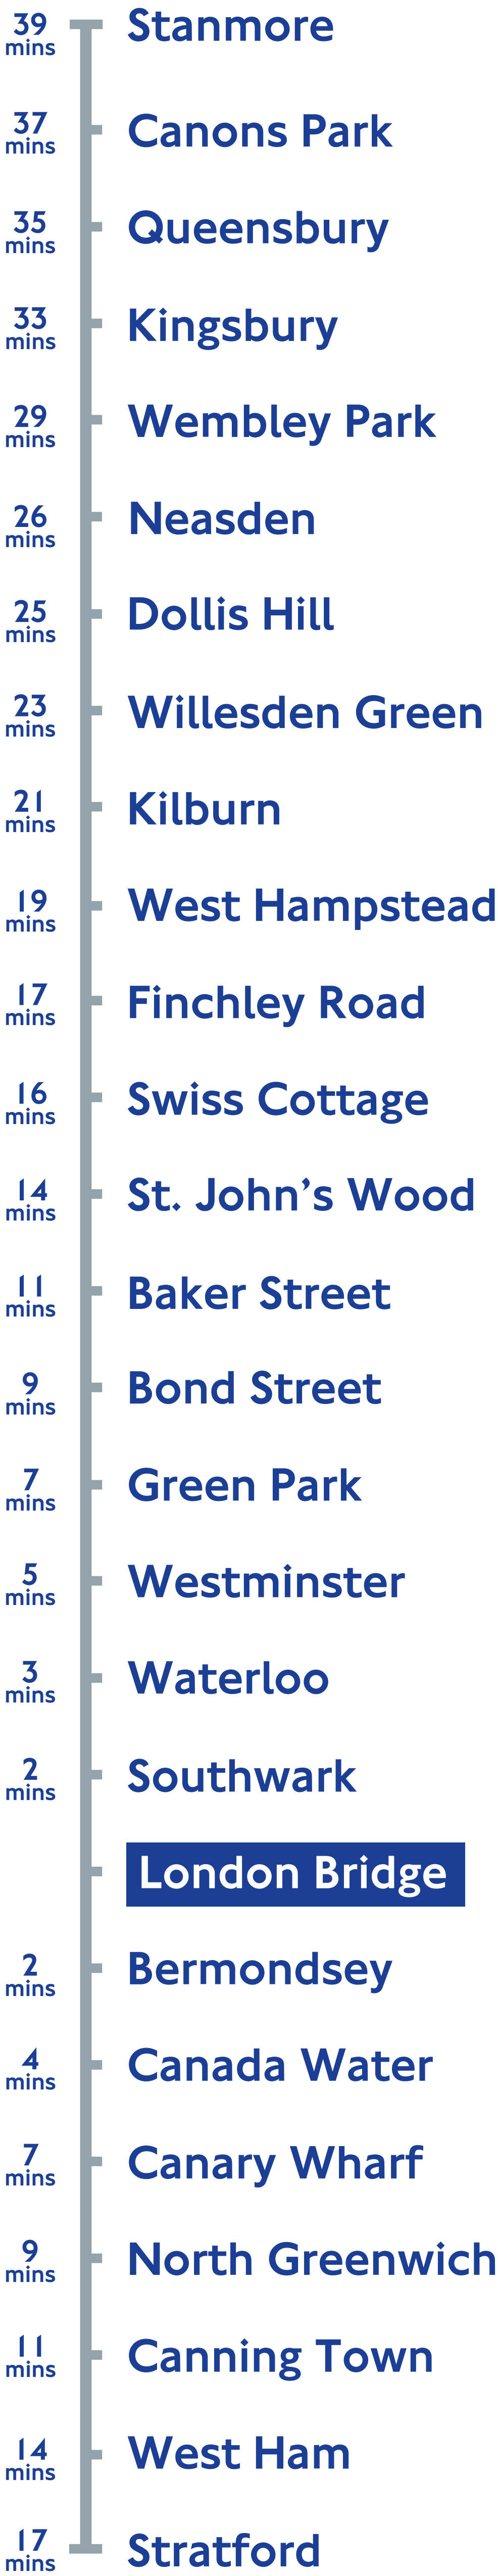 39 mins Stanmore
37 mins Canons Park
35 mins Queensbury
33 mins Kingsbury
29 mins Wembley Park
26 mins Neasden
25 mins Dollis Hill
23 mins Willesden Green
21 mins Kilburn
19 mins West Hampstead
17 mins Finchley Road
16 mins Swiss Cottage
14 mins St. John’s Wood
11 mins Baker Street
9 mins Bond Street
7 mins Green Park
5 mins Westminster
3 mins Waterloo
2 mins Southwark
London Bridge
2 mins Bermondsey
4 mins Canada Water
7 mins Canary Wharf
9 mins North Greenwich
11 mins Canning Town
14 mins West Ham
17 mins Stratford